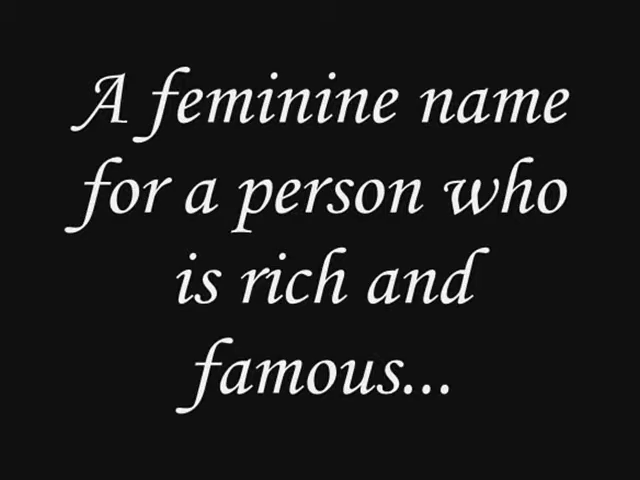 A feminine name
for a person who
is rich and
famous...